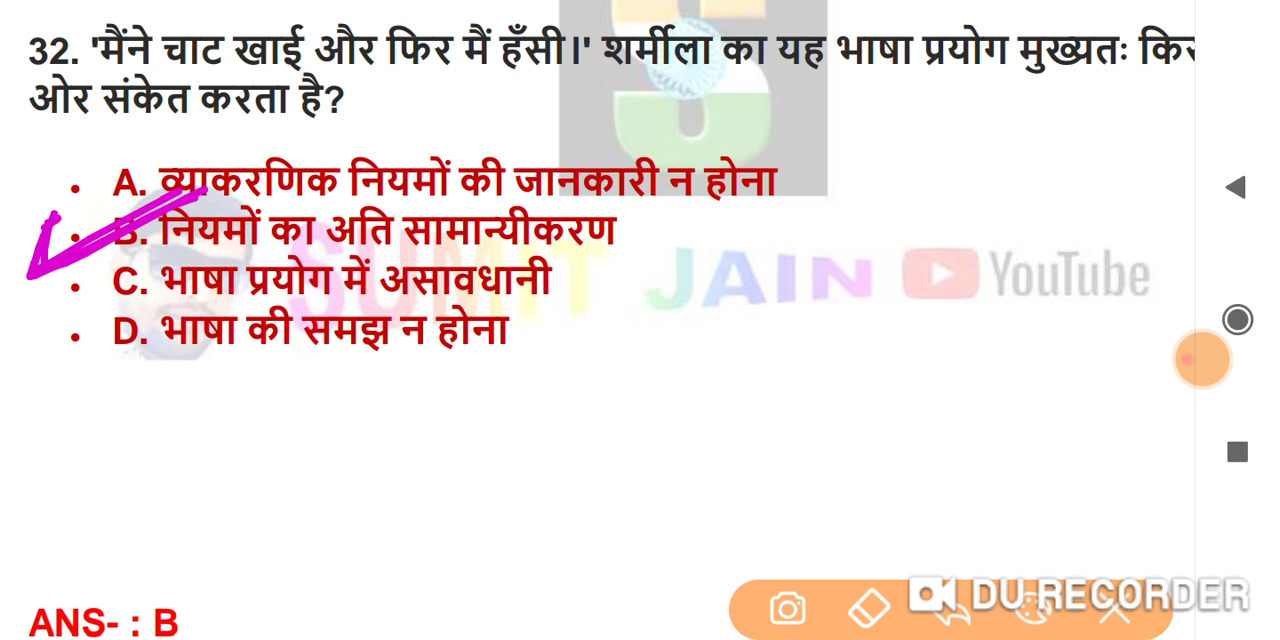 32. 'मैंने चाट खाई और फिर मैं हँसी।' शर्मीला का यह भाषा प्रयोग मुख्यतः
ओर संकेत करता है?
• A. व्याकरणिक नियमों की जानकारी न होना
• B. नियमों का अति सामान्यीकरण
• C. भाषा प्रयोग में असावधानी
• D. भाषा की समझ न होना
SUMIT JAIN YouTube
ANS- : B
DU RECORDER